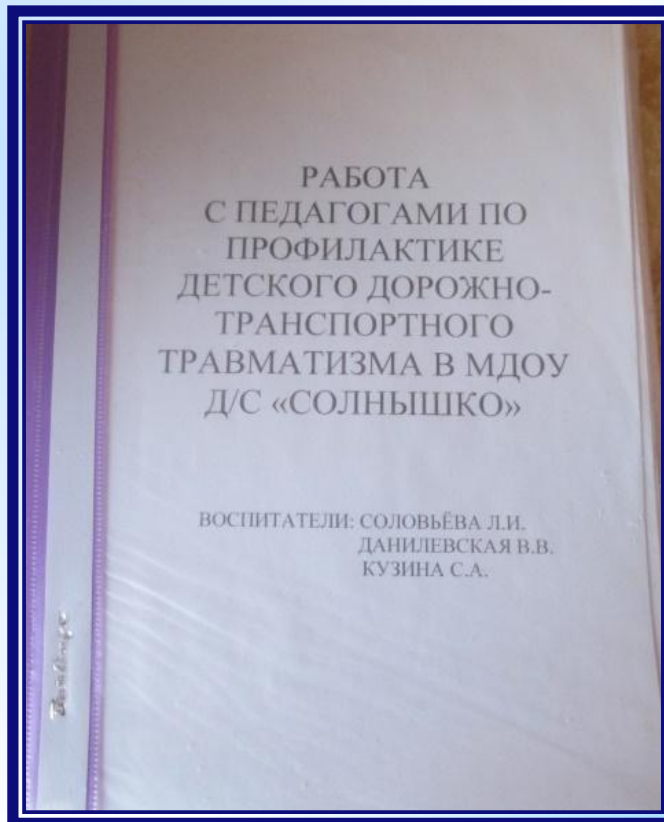 РАБОТА
С ПЕДАГОГАМИ ПО
ПРОФИЛАКТИКЕ
ДЕТСКОГО ДОРОЖНО-
ТРАНСПОРТНОГО
ТРАВМАТИЗМА В МДОУ
Д/С «СОЛНЫШКО»
ВОСПИТАТЕЛИ: СОЛОВЬЁВА Л.И.
ДАНИЛЕВСКАЯ В.В.
КУЗИНА С.А.